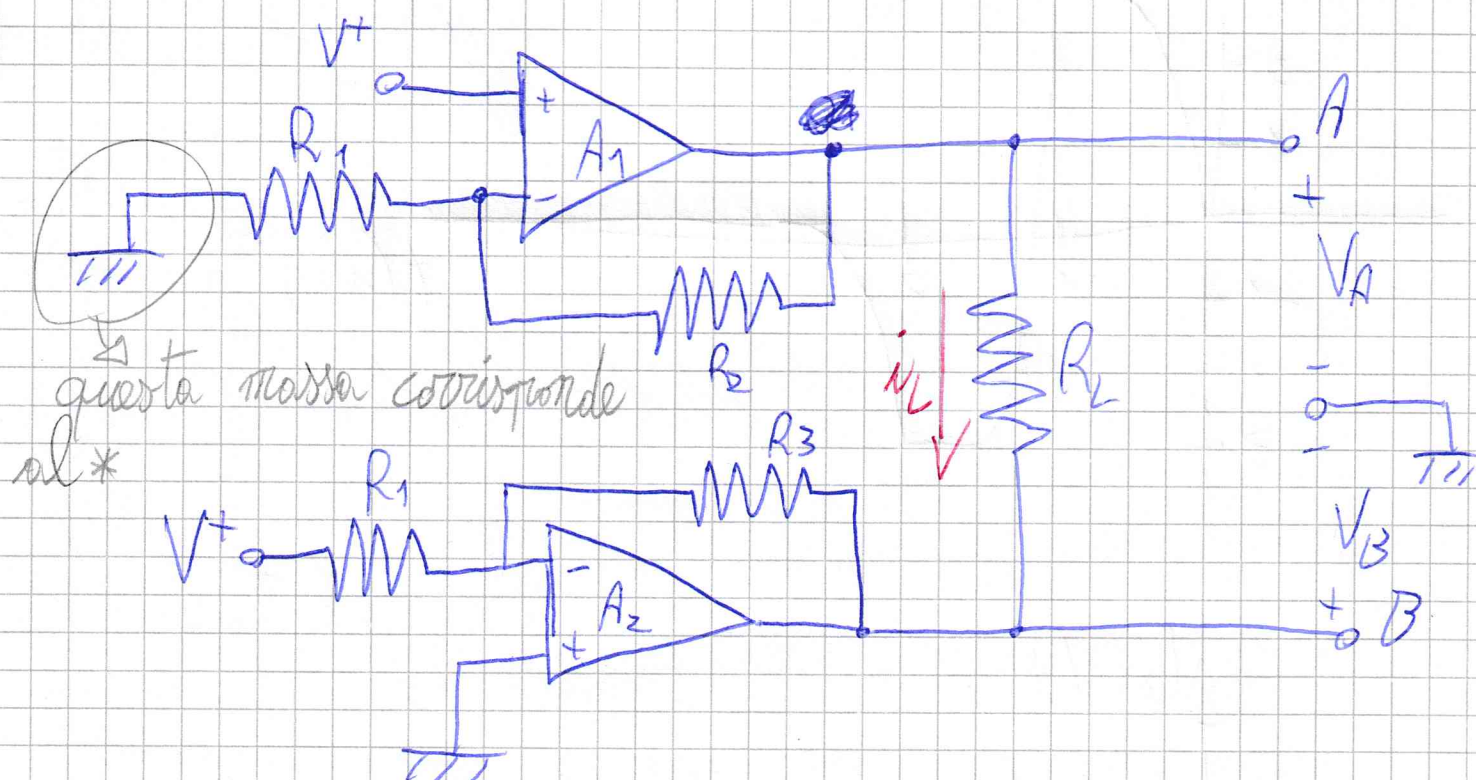 V+
+
A1
R1
-
A
+
VA
R2
iL
RL
-
questa massa corrisponde
al *
-
R3
R1
V+
-
A2
+
VB
+
B